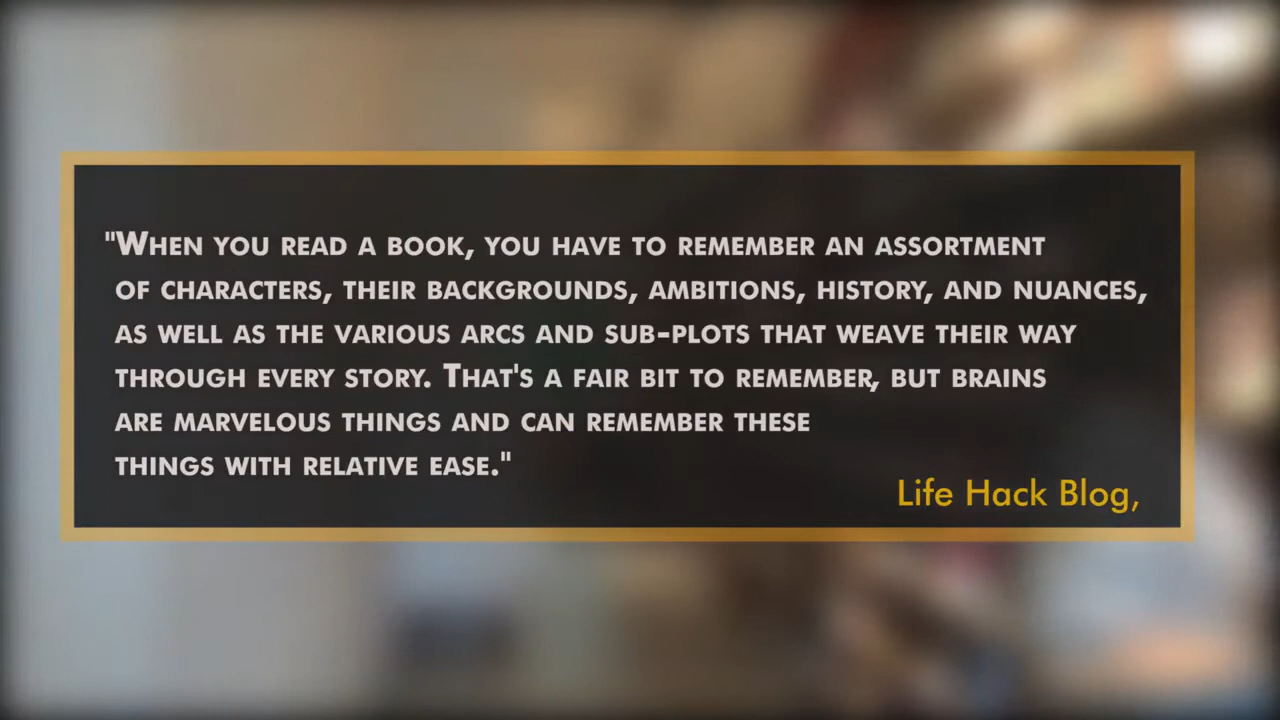 "When you read a book, you have to remember an assortment
of characters, their backgrounds, ambitions, history, and nuances,
as well as the various arcs and sub-plots that weave their way
through every story. That's a fair bit to remember, but brains
are marvelous things and can remember these
things with relative ease."
Life Hack Blog,